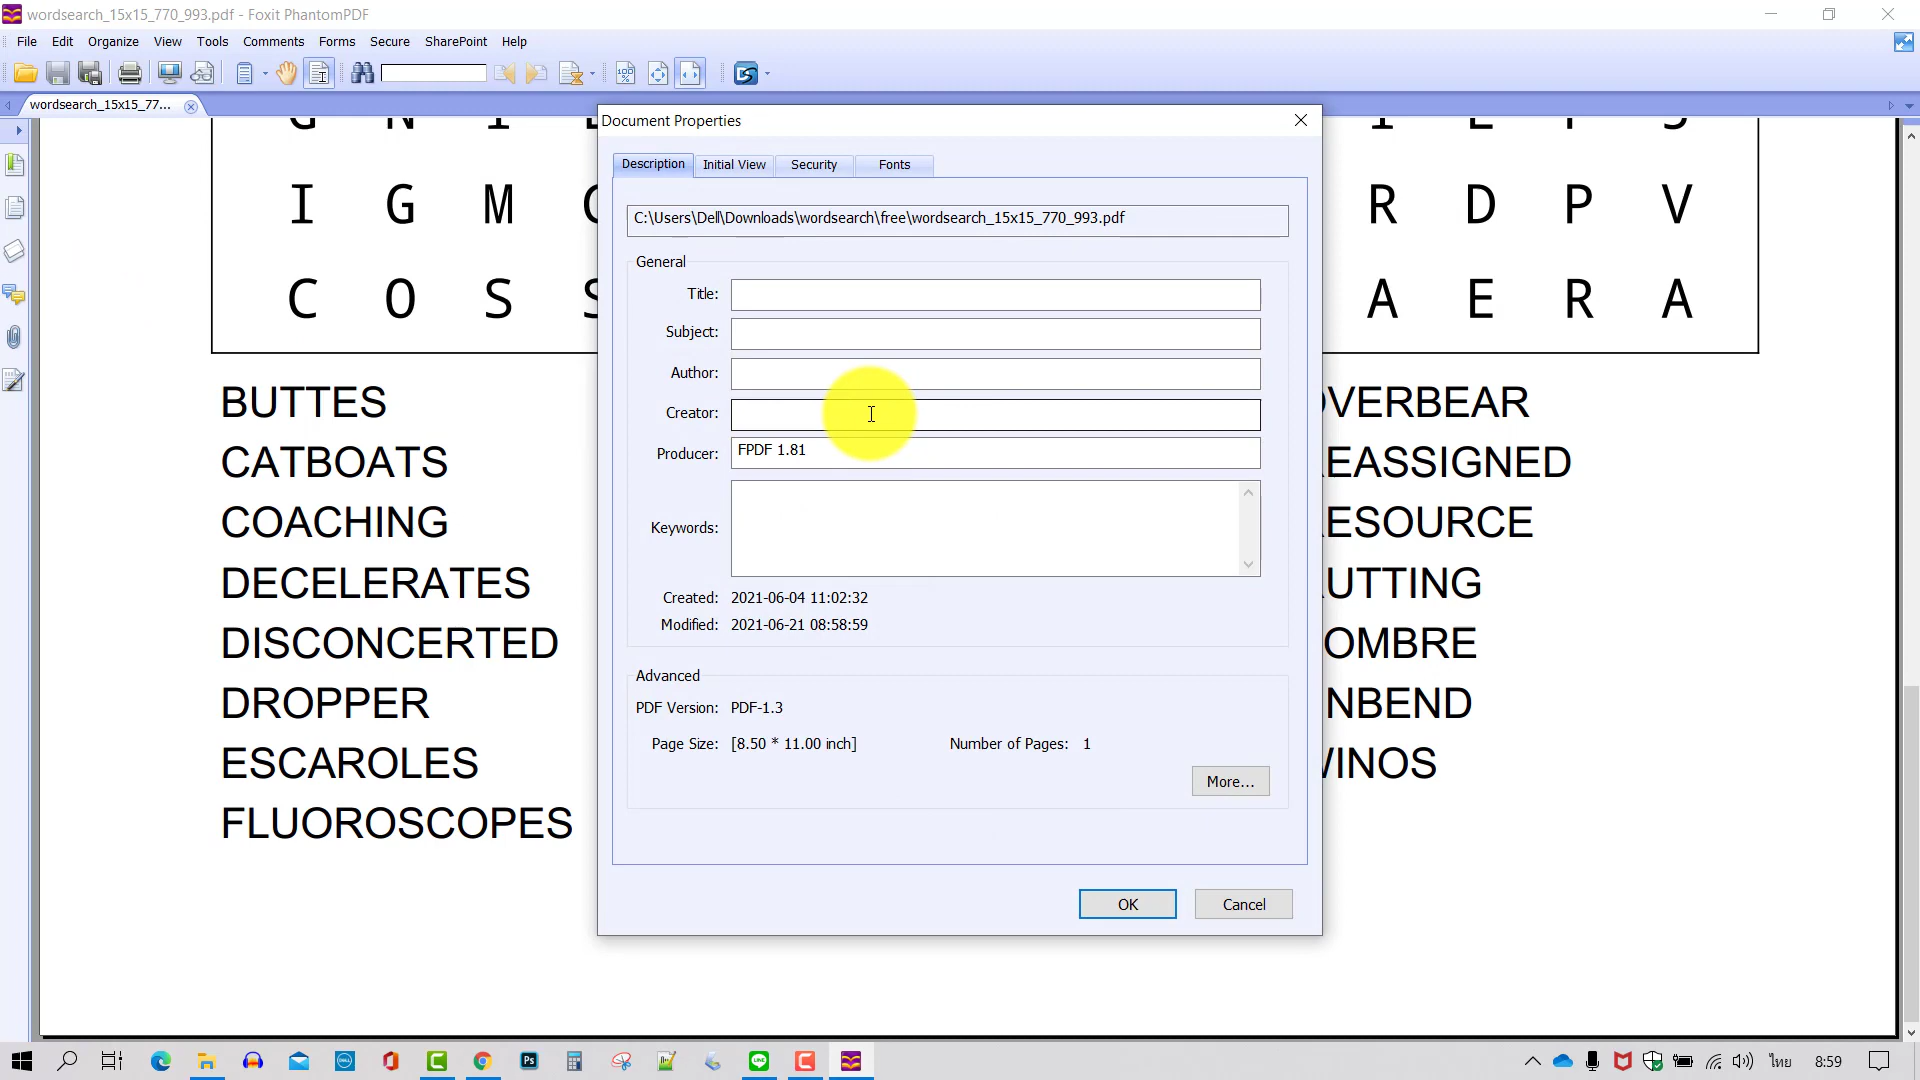 wordsearch_15x15_770_993.pdf - Foxit PhantomPDF
File Edit Organize View Tools Comments Forms Secure SharePoint Help
wordsearch_15x15_77...
Document Properties
Description Initial View Security Fonts
I G M R D P V
C:\Users\Dell\Downloads\wordsearch\free\wordsearch_15x15_770_993.pdf
General
Title:
C O S A E R A
Subject:
Author:
BUTTES
VERBEAR
Creator:
Producer: FPDF 1.81
CATBOATS
EASSIGNED
Keywords:
COACHING
ESOURCE
DECELERATES
UTTING
Created: 2021-06-04 11:02:32
Modified: 2021-06-21 08:58:59
DISCONCERTED
OMBRE
Advanced
DROPPER
NBEND
PDF Version: PDF-1.3
Page Size: [8.50 * 11.00 inch] Number of Pages: 1
ESCAROLES
INOS
More...
FLUOROSCOPES
OK Cancel
ไทย 8:59